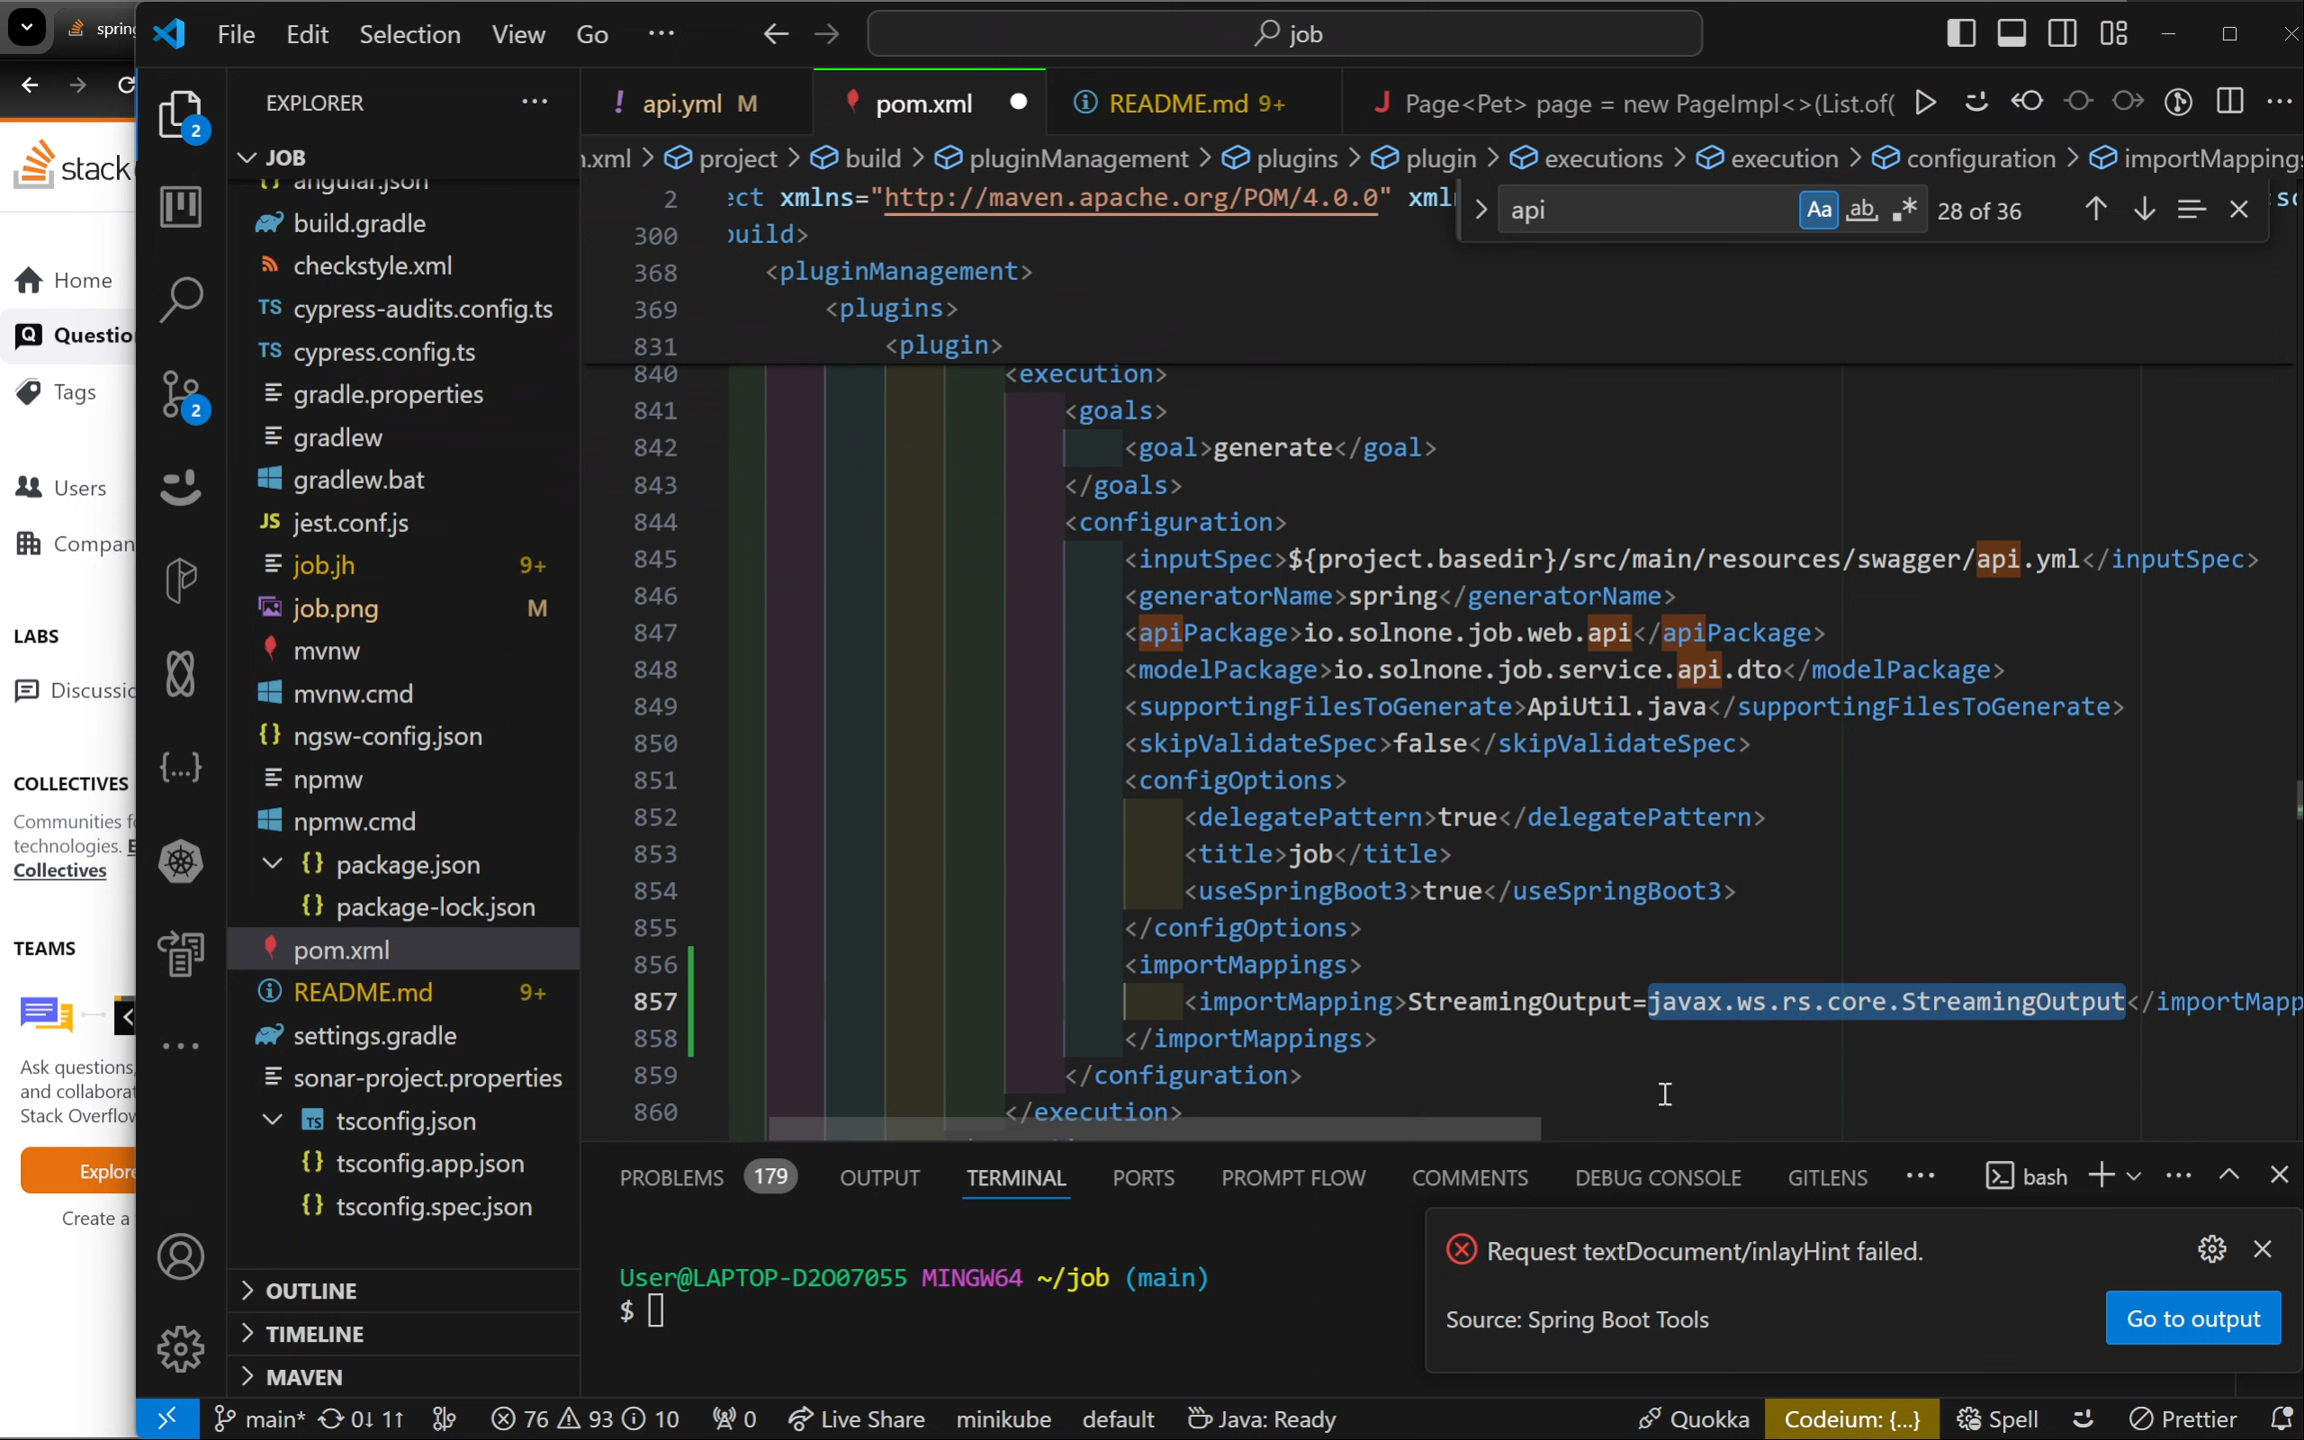 spring
File Edit Selection View Go ··· job
stack
Home
Questio
Tags
Users
Compan
LABS
Discussic
COLLECTIVES
Communities f
technologies.
Collectives
TEAMS
Ask questions,
and collaborat
Stack Overflow
Explore
Create a
2
2
EXPLORER ···
JOB
angular.json
build.gradle
checkstyle.xml
TS cypress-audits.config.ts
TS cypress.config.ts
gradle.properties
gradlew
gradlew.bat
JS jest.conf.js
job.jh 9+
job.png M
mvnw
mvnw.cmd
{} ngsw-config.json
npmw
npmw.cmd
{} package.json
{} package-lock.json
pom.xml
README.md 9+
settings.gradle
sonar-project.properties
TS tsconfig.json
{} tsconfig.app.json
{} tsconfig.spec.json
OUTLINE
TIMELINE
MAVEN
! api.yml M pom.xml README.md 9+ J Page<Pet> page = new PageImpl<>(List.of(
.xml > project > build > pluginManagement > plugins > plugin > executions > execution > configuration > importMappings
api Aa ab .* 28 of 36
2 ect xmlns="http://maven.apache.org/POM/4.0.0" xml
300 build>
368 <pluginManagement>
369 <plugins>
831 <plugin>
840 <execution>
841 <goals>
842 <goal>generate</goal>
843 </goals>
844 <configuration>
845 <inputSpec>${project.basedir}/src/main/resources/swagger/api.yml</inputSpec>
846 <generatorName>spring</generatorName>
847 <apiPackage>io.solnone.job.web.api</apiPackage>
848 <modelPackage>io.solnone.job.service.api.dto</modelPackage>
849 <supportingFilesToGenerate>ApiUtil.java</supportingFilesToGenerate>
850 <skipValidateSpec>false</skipValidateSpec>
851 <configOptions>
852 <delegatePattern>true</delegatePattern>
853 <title>job</title>
854 <useSpringBoot3>true</useSpringBoot3>
855 </configOptions>
856 <importMappings>
857 <importMapping>StreamingOutput=javax.ws.rs.core.StreamingOutput</importMapp
858 </importMappings>
859 </configuration>
860 </execution>
PROBLEMS 179 OUTPUT TERMINAL PORTS PROMPT FLOW COMMENTS DEBUG CONSOLE GITLENS ··· bash
User@LAPTOP-D2O07055 MINGW64 ~/job (main)
$
Request textDocument/inlayHint failed.
Source: Spring Boot Tools
Go to output
main* 0↓ 1↑ 76 93 10 0 Live Share minikube default Java: Ready Quokka Codeium: {...} Spell Prettier